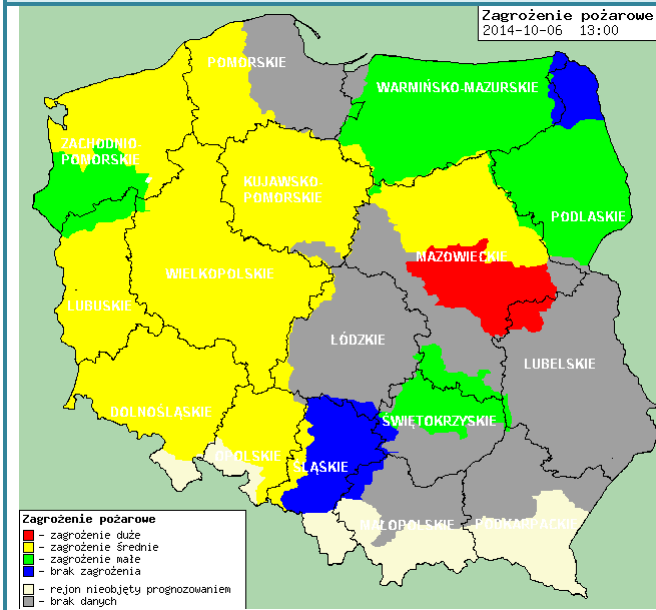 Zagrożenie pożarowe
2014-10-06 13:00
POMORSKIE
WARMIŃSKO-MAZURSKIE
ZACHODNIO-
POMORSKIE
KUJAWSKO-
POMORSKIE
PODLASKIE
MAZOWIECKIE
WIELKOPOLSKIE
LUBUSKIE
ŁÓDZKIE
LUBELSKIE
DOLNOŚLĄSKIE
ŚWIĘTOKRZYSKIE
OPOLSKIE
ŚLĄSKIE
MAŁOPOLSKIE
PODKARPACKIE
Zagrożenie pożarowe
- zagrożenie duże
- zagrożenie średnie
- zagrożenie małe
- brak zagrożenia
- rejon nieobjęty prognozowaniem
- brak danych